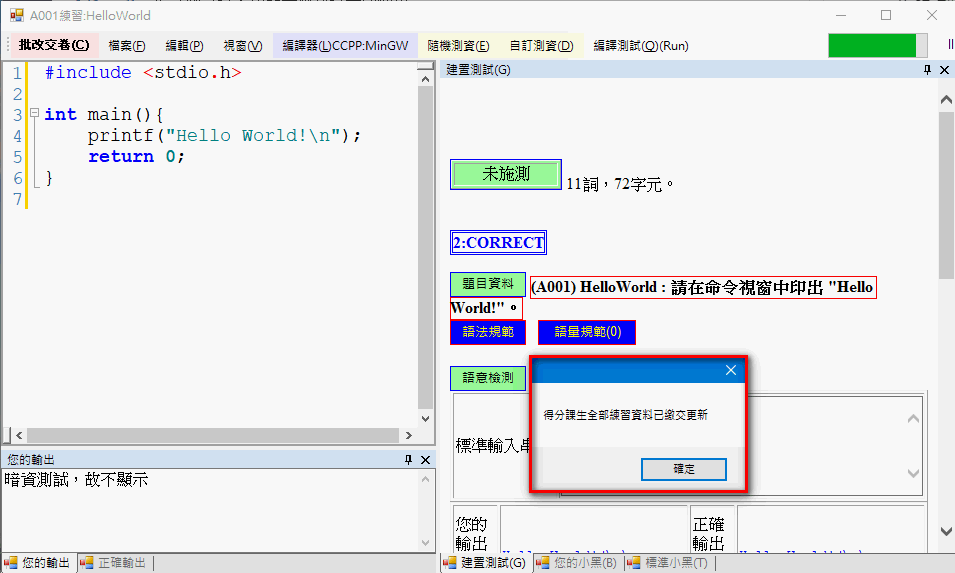 A001練習:HelloWorld
批改交卷(C) 檔案(F) 編輯(P) 視窗(V) 編譯器(L)CCPP:MinGW 隨機測資(E) 自訂測資(D) 編譯測試(Q)(Run)
1 #include <stdio.h>
2
3 int main(){
4 printf("Hello World!\n");
5 return 0;
6 }
7
您的輸出
暗資測試，故不顯示
您的輸出 正確輸出
建置測試(G)
未施測 11詞，72字元。
2:CORRECT
題目資料 (A001) HelloWorld : 請在命令視窗中印出 "Hello
World!"。
語法規範 語量規範(0)
語意檢測
標準輸入串
得分課生全部練習資料已繳交更新
確定
您的
輸出
正確
輸出
建置測試(G) 您的小黑(B) 標準小黑(T)